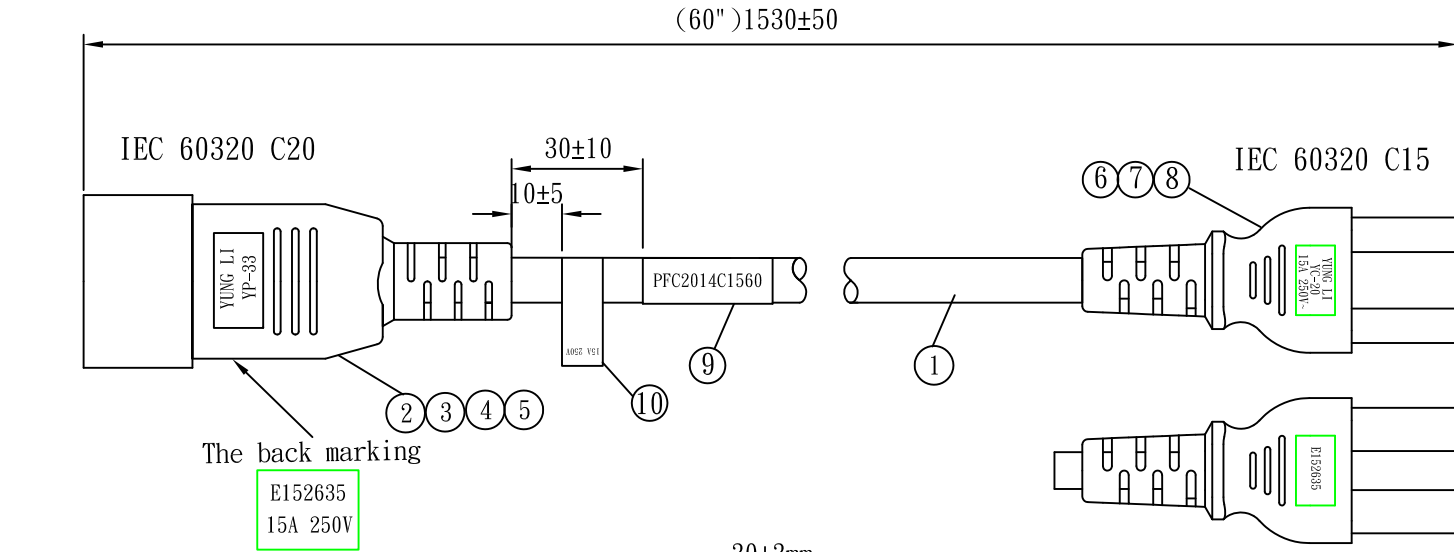 (60")1530±50
IEC 60320 C20
30±10
10±5
IEC 60320 C15
6 7 8
YUNG LI
YP-33
PFC2014C1560
YUNG LI
YC-20
15A 250V~
15A 250V
9
1
10
2 3 4 5
The back marking
E152635
15A 250V
E152635
20±2mm